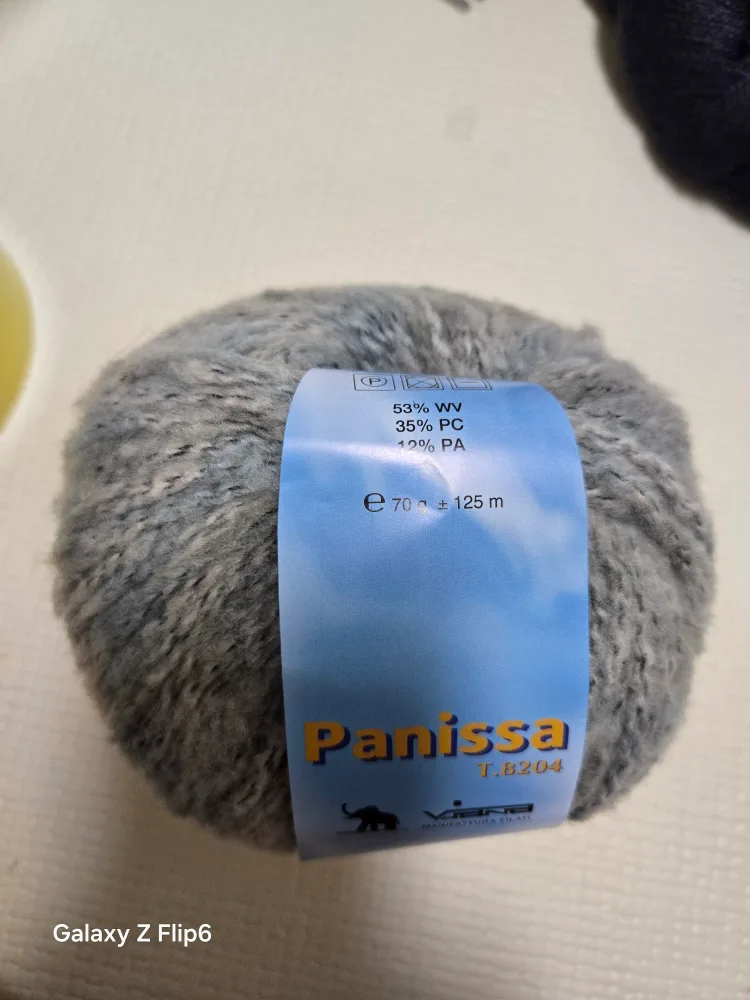 P
53% WV
35% PC
12% PA
e 70 g ± 125 m
Panissa
T.8204
MANIFATTURA FILATI
Galaxy Z Flip6